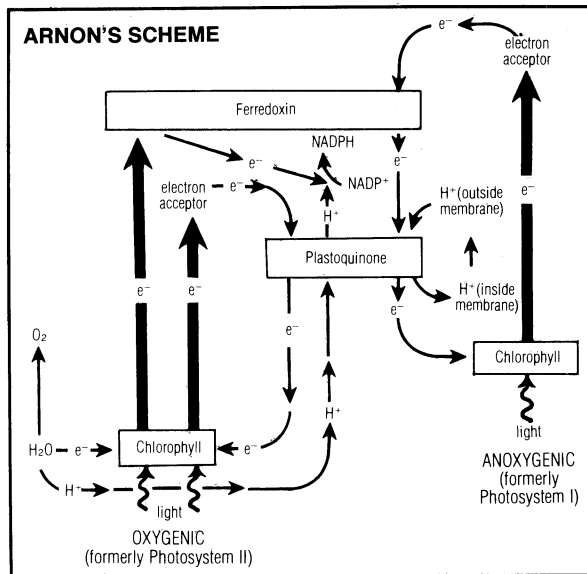 ARNON'S SCHEME
e⁻
electron
acceptor
Ferredoxin
NADPH
e⁻
e⁻
NADP⁺
electron
acceptor
e⁻
H⁺
H⁺(outside
membrane)
e⁻
Plastoquinone
H⁺(inside
membrane)
e⁻
e⁻
e⁻
e⁻
O₂
Chlorophyll
H⁺
light
H₂O
e⁻
Chlorophyll
e⁻
ANOXYGENIC
(formerly
Photosystem I)
H⁺
light
OXYGENIC
(formerly Photosystem II)